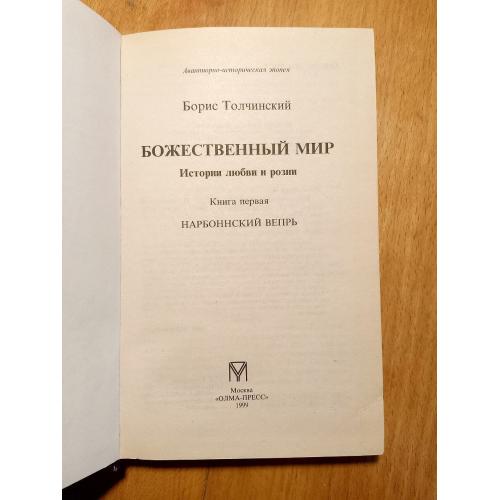 Авантюрно-историческая эпопея
Борис Толчинский
БОЖЕСТВЕННЫЙ МИР
Истории любви и розни
Книга первая
НАРБОННСКИЙ ВЕПРЬ
Москва
«ОЛМА-ПРЕСС»
1999